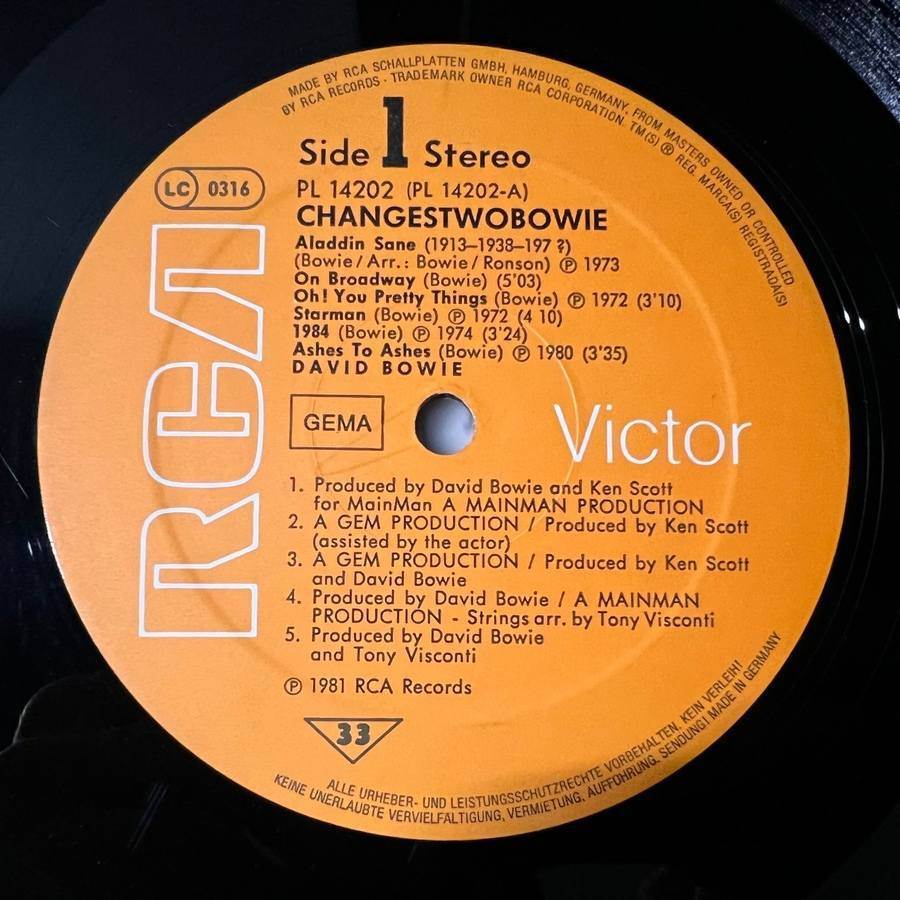 MADE BY RCA SCHALLPLATTEN GMBH, HAMBURG, GERMANY, FROM MASTERS OWNED OR CONTROLLED
BY RCA RECORDS · TRADEMARK OWNER RCA CORPORATION. TM(S) ® REG. MARCA(S) REGISTRADA(S)
Side 1 Stereo
LC 0316
PL 14202 (PL 14202-A)
CHANGESTWOBOWIE
Aladdin Sane (1913–1938–197 ?)
(Bowie/Arr.: Bowie/Ronson) ℗ 1973
On Broadway (Bowie) (5'03)
Oh! You Pretty Things (Bowie) ℗ 1972 (3'10)
Starman (Bowie) ℗ 1972 (4 10)
1984 (Bowie) ℗ 1974 (3'24)
Ashes To Ashes (Bowie) ℗ 1980 (3'35)
DAVID BOWIE
RCA
GEMA
Victor
1. Produced by David Bowie and Ken Scott
for MainMan A MAINMAN PRODUCTION
2. A GEM PRODUCTION / Produced by Ken Scott
(assisted by the actor)
3. A GEM PRODUCTION / Produced by Ken Scott
and David Bowie
4. Produced by David Bowie / A MAINMAN
PRODUCTION - Strings arr. by Tony Visconti
5. Produced by David Bowie
and Tony Visconti
℗ 1981 RCA Records
33
ALLE URHEBER- UND LEISTUNGSSCHUTZRECHTE VORBEHALTEN, KEIN VERLEIH!
KEINE UNERLAUBTE VERVIELFÄLTIGUNG, VERMIETUNG, AUFFÜHRUNG, SENDUNG! MADE IN GERMANY